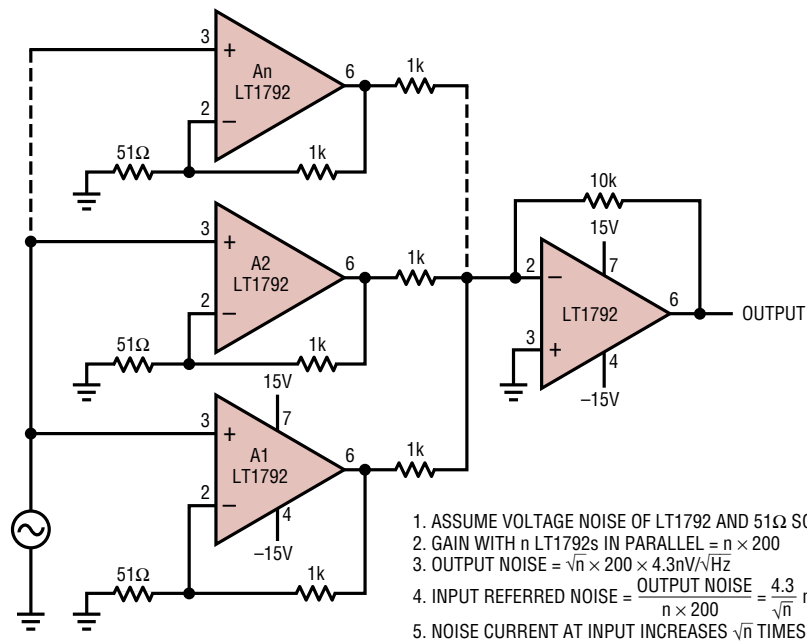 3
+
An
LT1792
6
1k
2
−
51Ω
1k
10k
15V
3
+
A2
LT1792
6
1k
2
−
7
2
−
LT1792
6
OUTPUT
3
+
4
−15V
51Ω
1k
15V
7
3
+
A1
LT1792
6
1k
2
−
4
−15V
51Ω
1k
1. ASSUME VOLTAGE NOISE OF LT1792 AND 51Ω
2. GAIN WITH n LT1792s IN PARALLEL = n × 200
3. OUTPUT NOISE = √n × 200 × 4.3nV/√Hz
4. INPUT REFERRED NOISE = OUTPUT NOISE / n × 200 = 4.3 / √n
5. NOISE CURRENT AT INPUT INCREASES √n TIMES